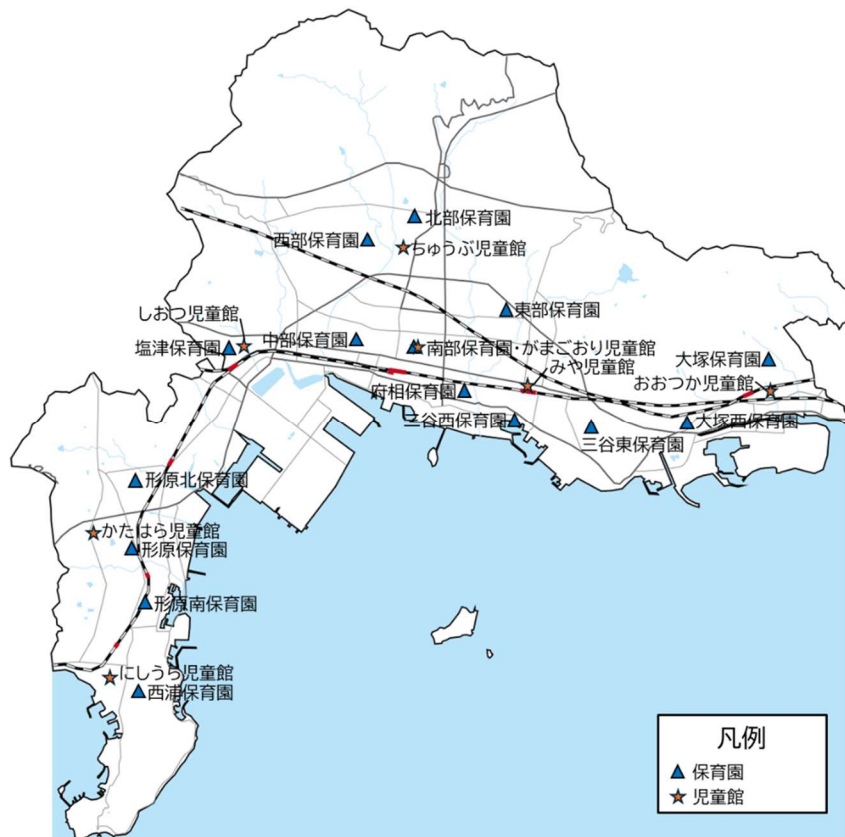 北部保育園
西部保育園
ちゅうぶ児童館
東部保育園
しおつ児童館
塩津保育園
中部保育園
南部保育園・がまごおり児童館
みや児童館
大塚保育園
おおつか児童館
府相保育園
三谷西保育園
三谷東保育園
大塚西保育園
形原北保育園
かたはら児童館
形原保育園
形原南保育園
にしうら児童館
西浦保育園
凡例
保育園
児童館